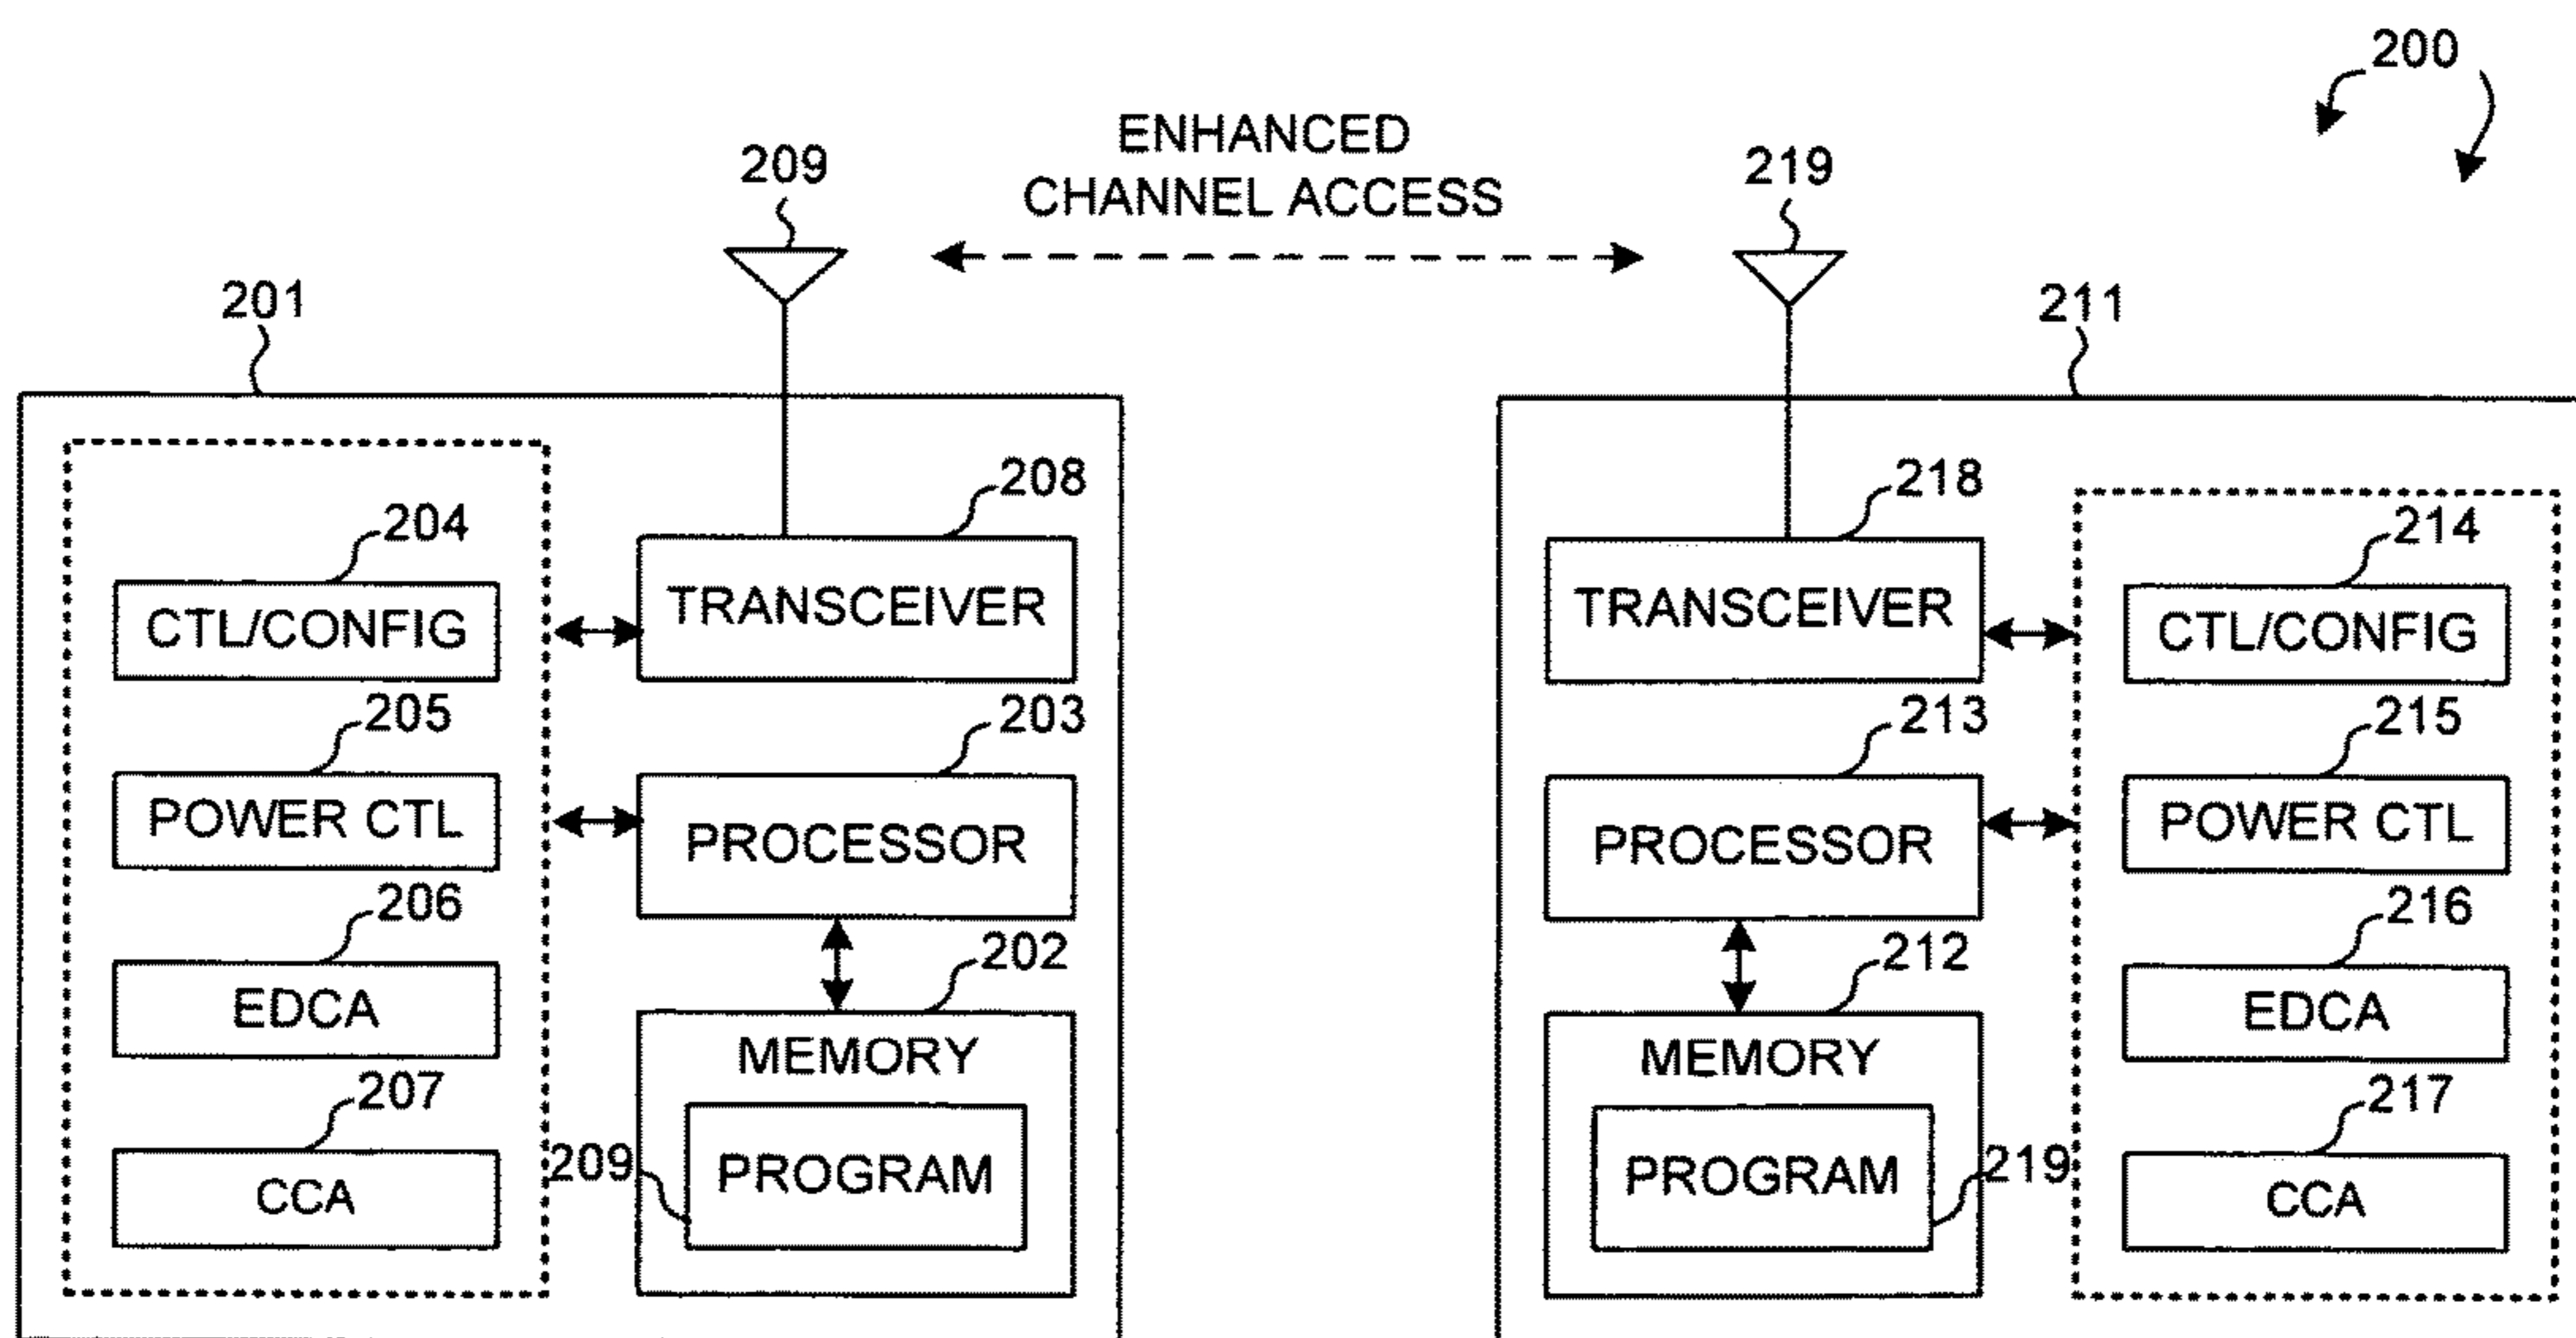 200
ENHANCED
CHANNEL ACCESS
209
219
201
211
208
204
TRANSCEIVER
CTL/CONFIG
205
203
POWER CTL
PROCESSOR
206
202
EDCA
MEMORY
207
209
PROGRAM
CCA
218
214
TRANSCEIVER
CTL/CONFIG
213
215
PROCESSOR
POWER CTL
212
216
MEMORY
EDCA
217
PROGRAM
219
CCA